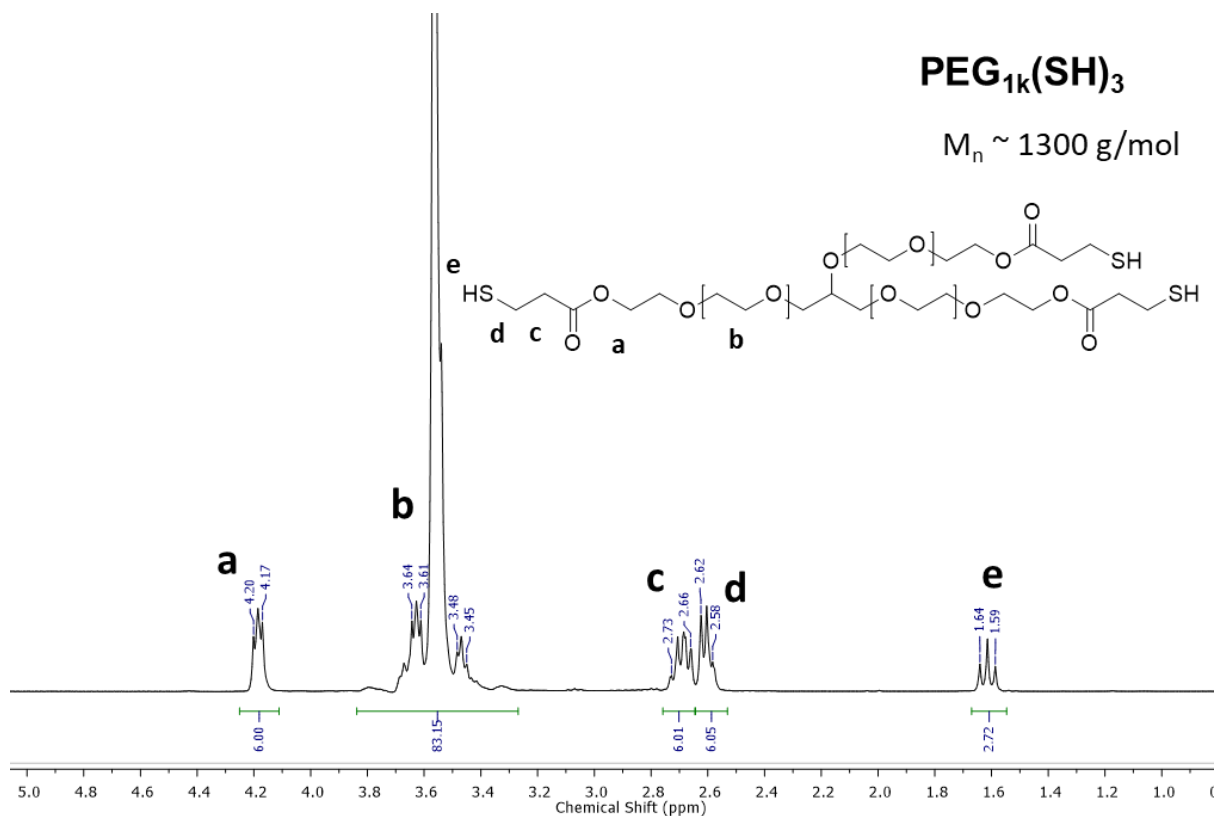 PEG1k(SH)3
Mn ~ 1300 g/mol
O
O
SH
O
e
HS
O
O
O
O
O
O
SH
d
c
O
a
b
O
b
a
4.20
4.17
3.64
3.61
3.48
3.45
c
2.73
2.66
2.62
2.58
d
e
1.64
1.59
6.00
83.15
6.01
6.05
2.72
5.0 4.8 4.6 4.4 4.2 4.0 3.8 3.6 3.4 3.2 3.0 2.8 2.6 2.4 2.2 2.0 1.8 1.6 1.4 1.2 1.0
Chemical Shift (ppm)